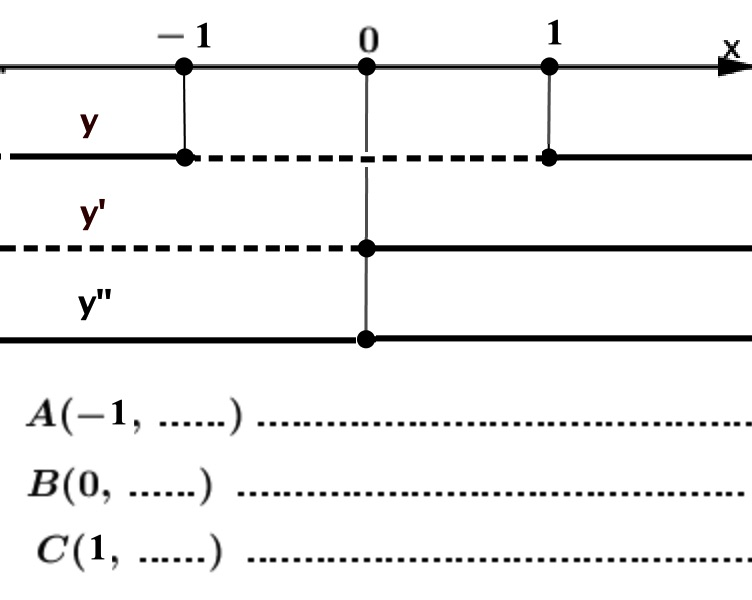 − 1 0 1
x
y
y'
y"
A(−1, ......) ................................................
B(0, ......) ................................................
C(1, ......) ................................................